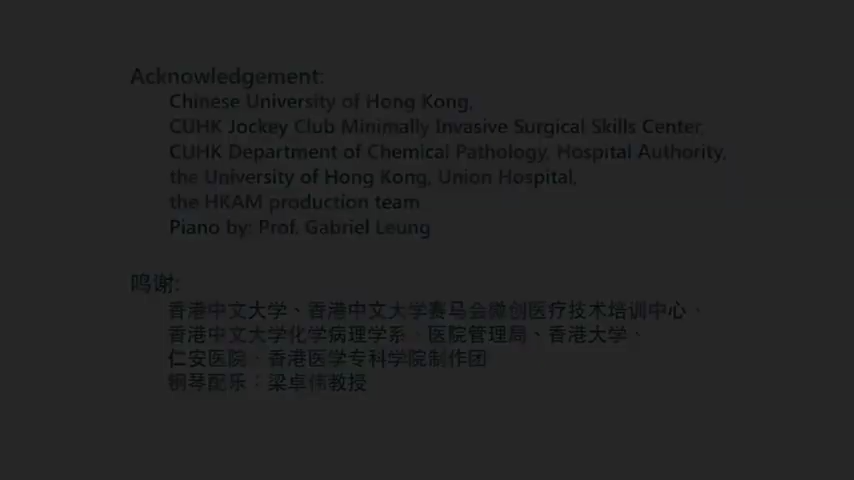 Acknowledgement:
Chinese University of Hong Kong,
CUHK Jockey Club Minimally Invasive Surgical Skills Center,
CUHK Department of Chemical Pathology, Hospital Authority,
the University of Hong Kong, Union Hospital,
the HKAM production team
Piano by: Prof. Gabriel Leung
鸣谢:
香港中文大学、香港中文大学赛马会微创医疗技术培训中心、
香港中文大学化学病理学系、医院管理局、香港大学、
仁安医院、香港医学专科学院制作团
钢琴配乐：梁卓伟教授